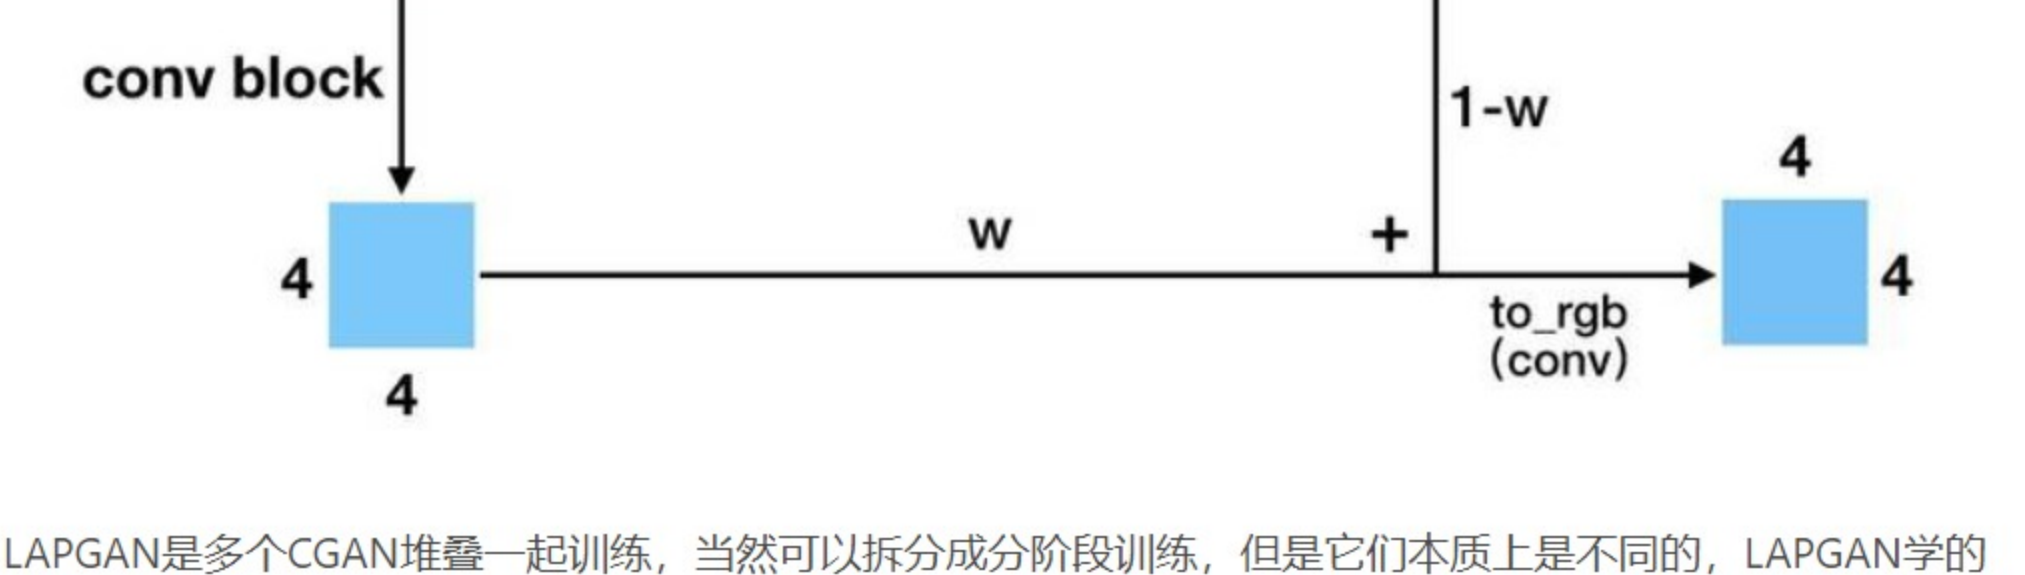 conv block
1-w
4
4
w
+
4
to_rgb
(conv)
4
LAPGAN是多个CGAN堆叠一起训练，当然可以拆分成分阶段训练，但是它们本质上是不同的，LAPGAN学的